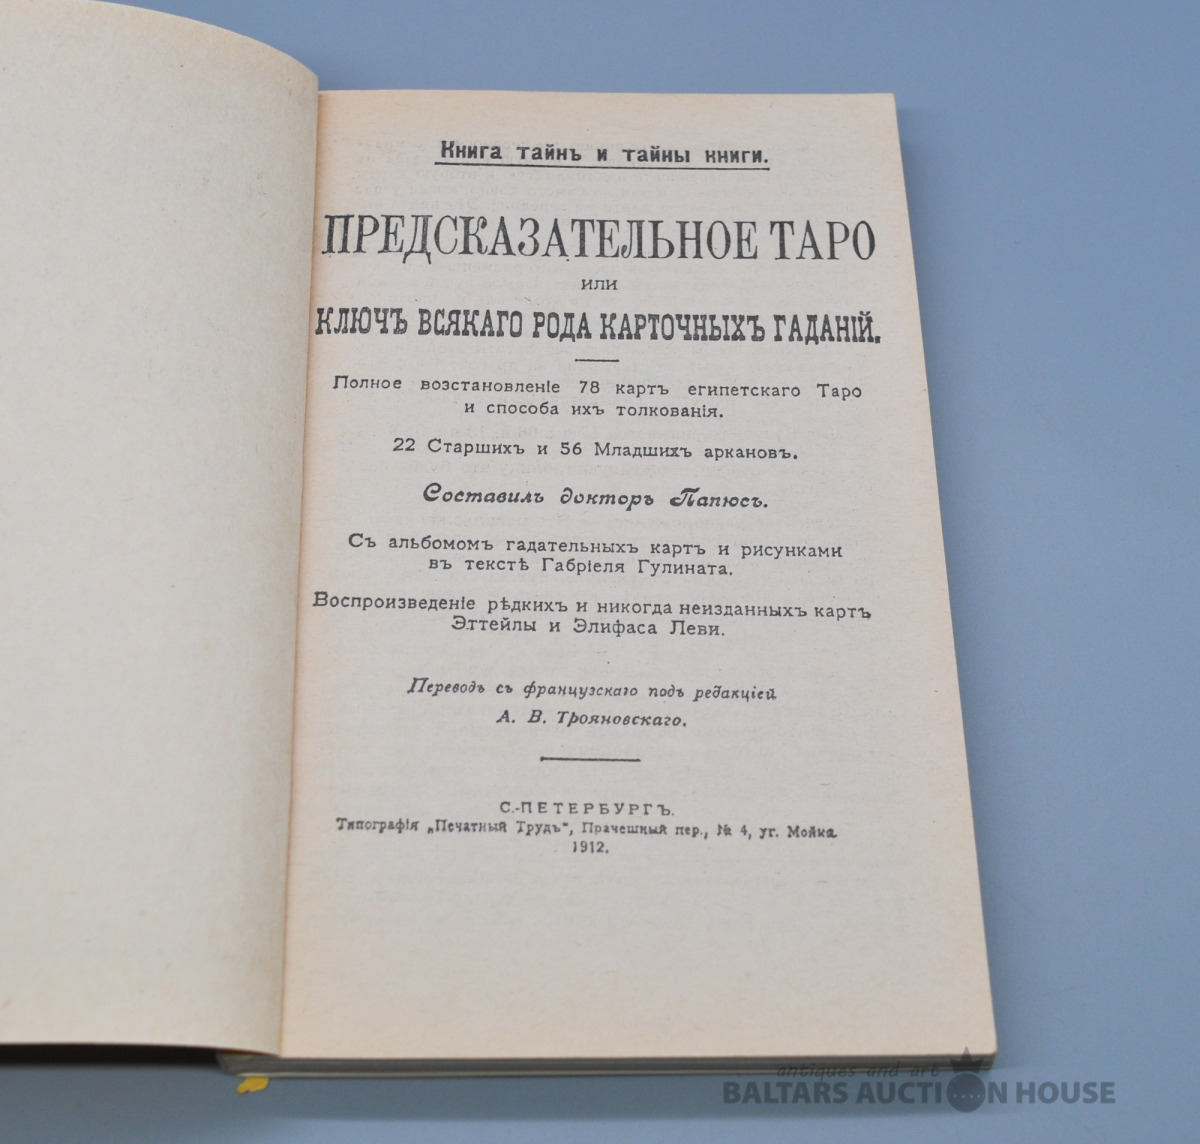 Книга тайнъ и тайны книги.
ПРЕДСКАЗАТЕЛЬНОЕ ТАРО
или
КЛЮЧЪ ВСЯКАГО РОДА КАРТОЧНЫХЪ ГАДАНІЙ.
Полное возстановленіе 78 картъ египетскаго Таро
и способа ихъ толкованія.
22 Старшихъ и 56 Младшихъ аркановъ.
Составилъ докторъ Папюсъ.
Съ альбомомъ гадательныхъ картъ и рисунками
въ текстѣ Габріеля Гулината.
Воспроизведеніе рѣдкихъ и никогда неизданныхъ картъ
Эттейлы и Элифаса Леви.
Переводъ съ французскаго подъ редакціей
А. В. Трояновскаго.
С.-ПЕТЕРБУРГЪ.
Типографія „Печатный Трудъ“, Прачешный пер., № 4, уг. Мойки.
1912.
antiques and art
BALTARS AUCTION HOUSE